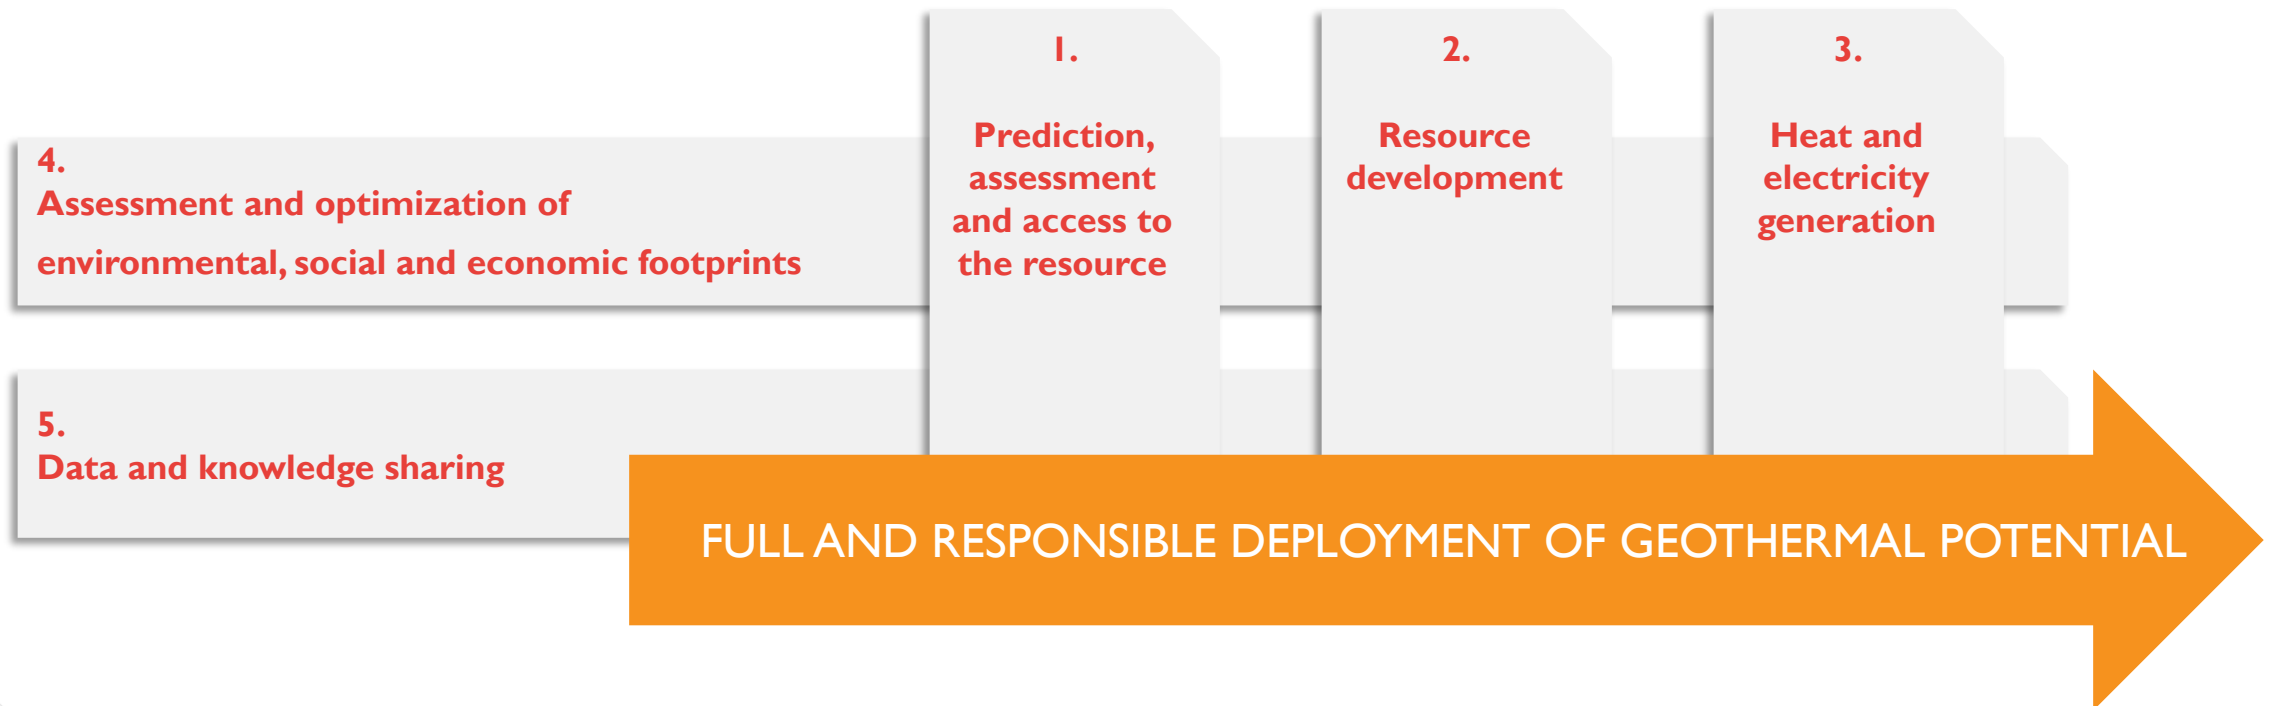 1.
Prediction,
assessment
and access to
the resource
2.
Resource
development
3.
Heat and
electricity
generation
4.
Assessment and optimization of
environmental, social and economic footprints
5.
Data and knowledge sharing
FULL AND RESPONSIBLE DEPLOYMENT OF GEOTHERMAL POTENTIAL